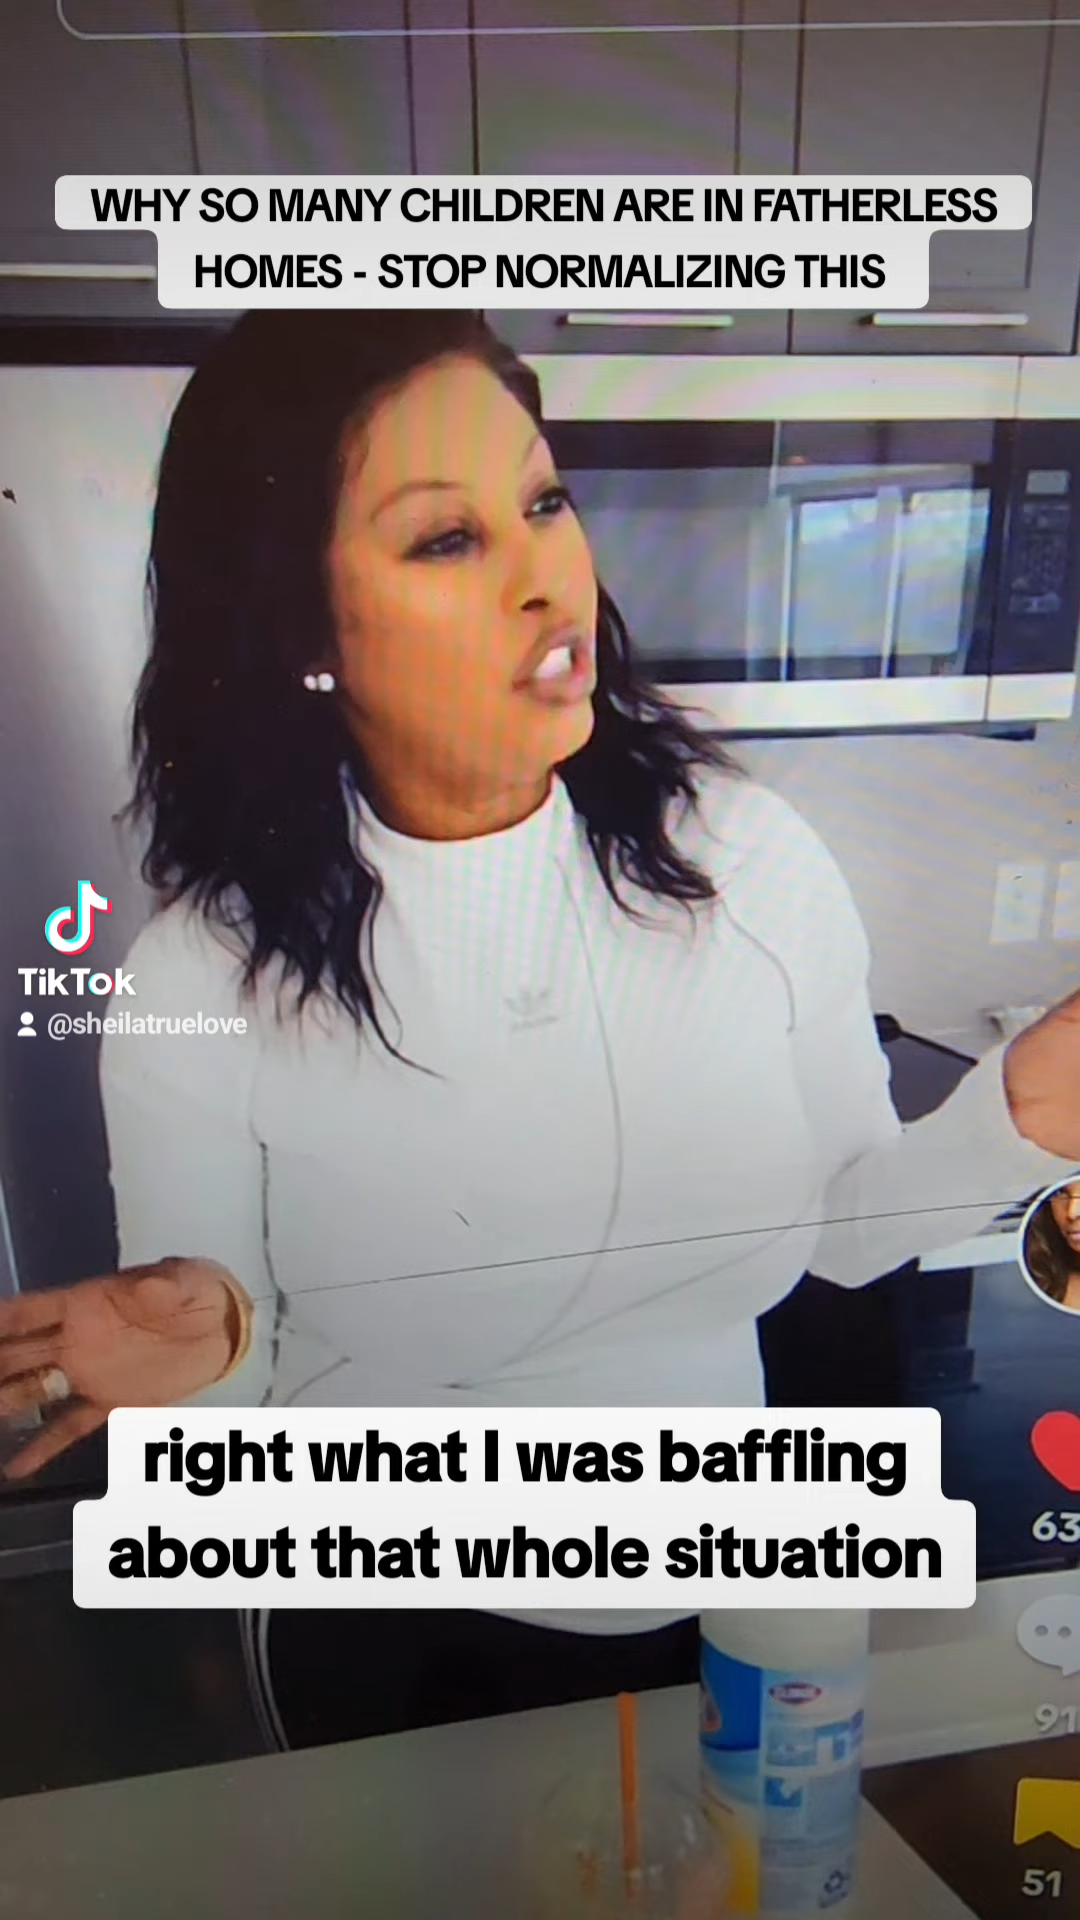 WHY SO MANY CHILDREN ARE IN FATHERLESS
HOMES - STOP NORMALIZING THIS
TikTok
@sheilatruelove
right what I was baffling
about that whole situation
63
CLOROX
91
51